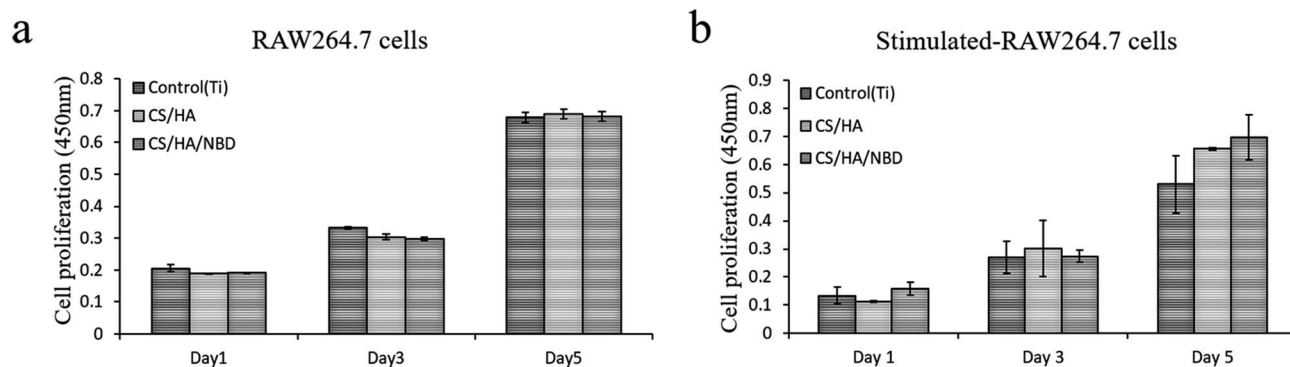 a
RAW264.7 cells
Cell proliferation (450nm)
0.8
0.7
0.6
0.5
0.4
0.3
0.2
0.1
0
Control(Ti)
CS/HA
CS/HA/NBD
Day1
Day3
Day5
b
Stimulated-RAW264.7 cells
Cell proliferation (450nm)
0.9
0.8
0.7
0.6
0.5
0.4
0.3
0.2
0.1
0
Control(Ti)
CS/HA
CS/HA/NBD
Day 1
Day 3
Day 5